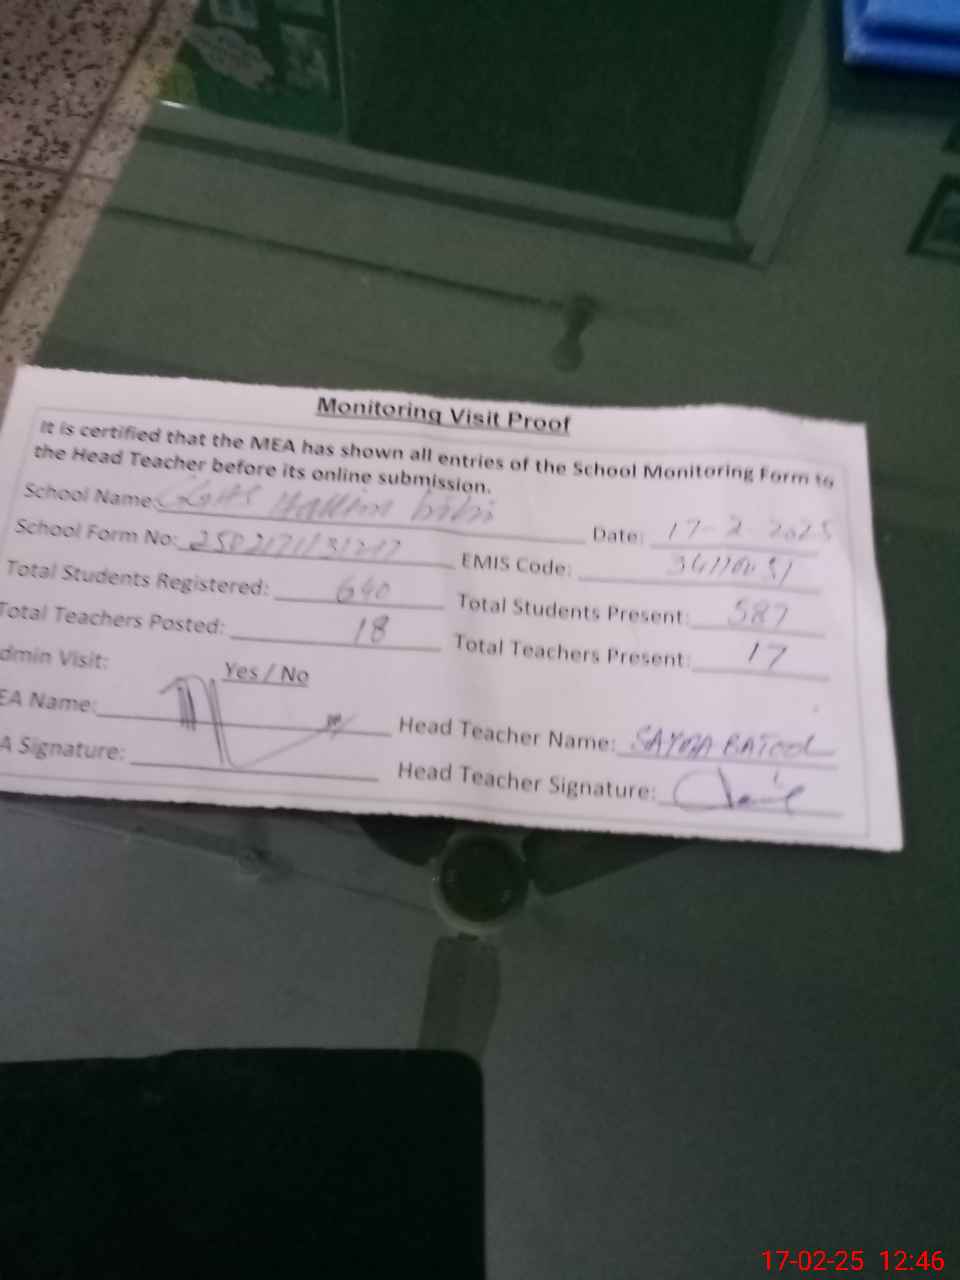 Monitoring Visit Proof
It is certified that the MEA has shown all entries of the School Monitoring Form to
the Head Teacher before its online submission.
School Name: bibi
Date: 17-2-2025
School Form No:
EMIS Code:
Total Students Registered: 640
Total Students Present: 587
Total Teachers Posted: 18
Total Teachers Present: 17
dmin Visit: Yes / No
EA Name:
Head Teacher Name: SAYRA BATOOL
A Signature:
Head Teacher Signature:
17-02-25 12:46